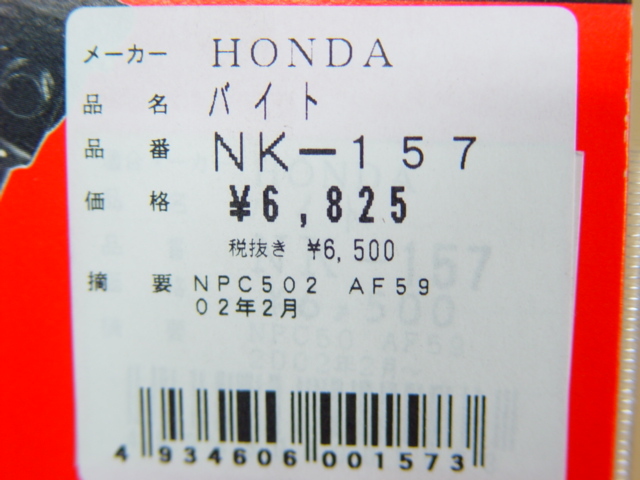 メーカー HONDA
品名 バイト
品番 NK-157
価格 ¥6,825
税抜き ¥6,500
摘要 NPC502 AF59
02年2月
4 934606 001573